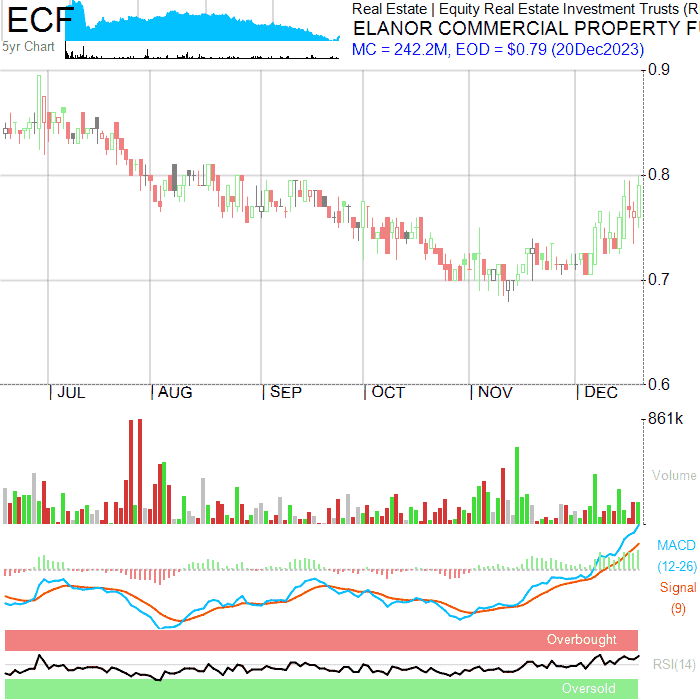 ECF
5yr Chart
Real Estate | Equity Real Estate Investment Trusts (R
ELANOR COMMERCIAL PROPERTY F
MC = 242.2M, EOD = $0.79 (20Dec2023)
0.9
0.8
0.7
0.6
JUL AUG SEP OCT NOV DEC
861k
Volume
MACD
(12-26)
Signal
(9)
Overbought
RSI(14)
Oversold